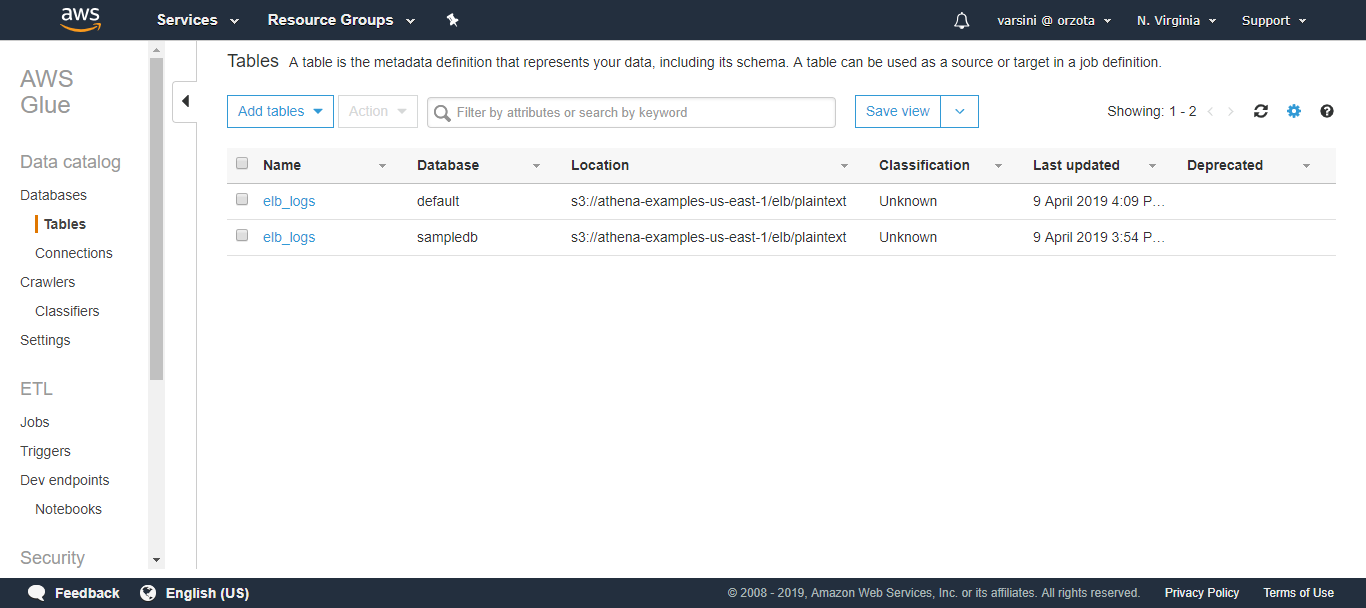 aws Services Resource Groups varsini @ orzota N. Virginia Support
AWS
Glue
Data catalog
Databases
Tables
Connections
Crawlers
Classifiers
Settings
ETL
Jobs
Triggers
Dev endpoints
Notebooks
Security
Tables A table is the metadata definition that represents your data, including its schema. A table can be used as a source or target in a job definition.
Add tables Action Filter by attributes or search by keyword Save view Showing: 1 - 2
Name Database Location Classification Last updated Deprecated
elb_logs default s3://athena-examples-us-east-1/elb/plaintext Unknown 9 April 2019 4:09 P…
elb_logs sampledb s3://athena-examples-us-east-1/elb/plaintext Unknown 9 April 2019 3:54 P…
Feedback English (US) © 2008 - 2019, Amazon Web Services, Inc. or its affiliates. All rights reserved. Privacy Policy Terms of Use